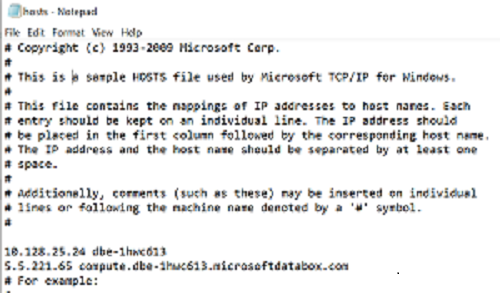 hosts - Notepad
File Edit Format View Help
# Copyright (c) 1993-2009 Microsoft Corp.
#
# This is a sample HOSTS file used by Microsoft TCP/IP for Windows.
#
# This file contains the mappings of IP addresses to host names. Each
# entry should be kept on an individual line. The IP address should
# be placed in the first column followed by the corresponding host name.
# The IP address and the host name should be separated by at least one
# space.
#
# Additionally, comments (such as these) may be inserted on individual
# lines or following the machine name denoted by a '#' symbol.
#
10.128.25.24 dbe-1hwc613
5.5.221.65 compute.dbe-1hwc613.microsoftdatabox.com
# For example: